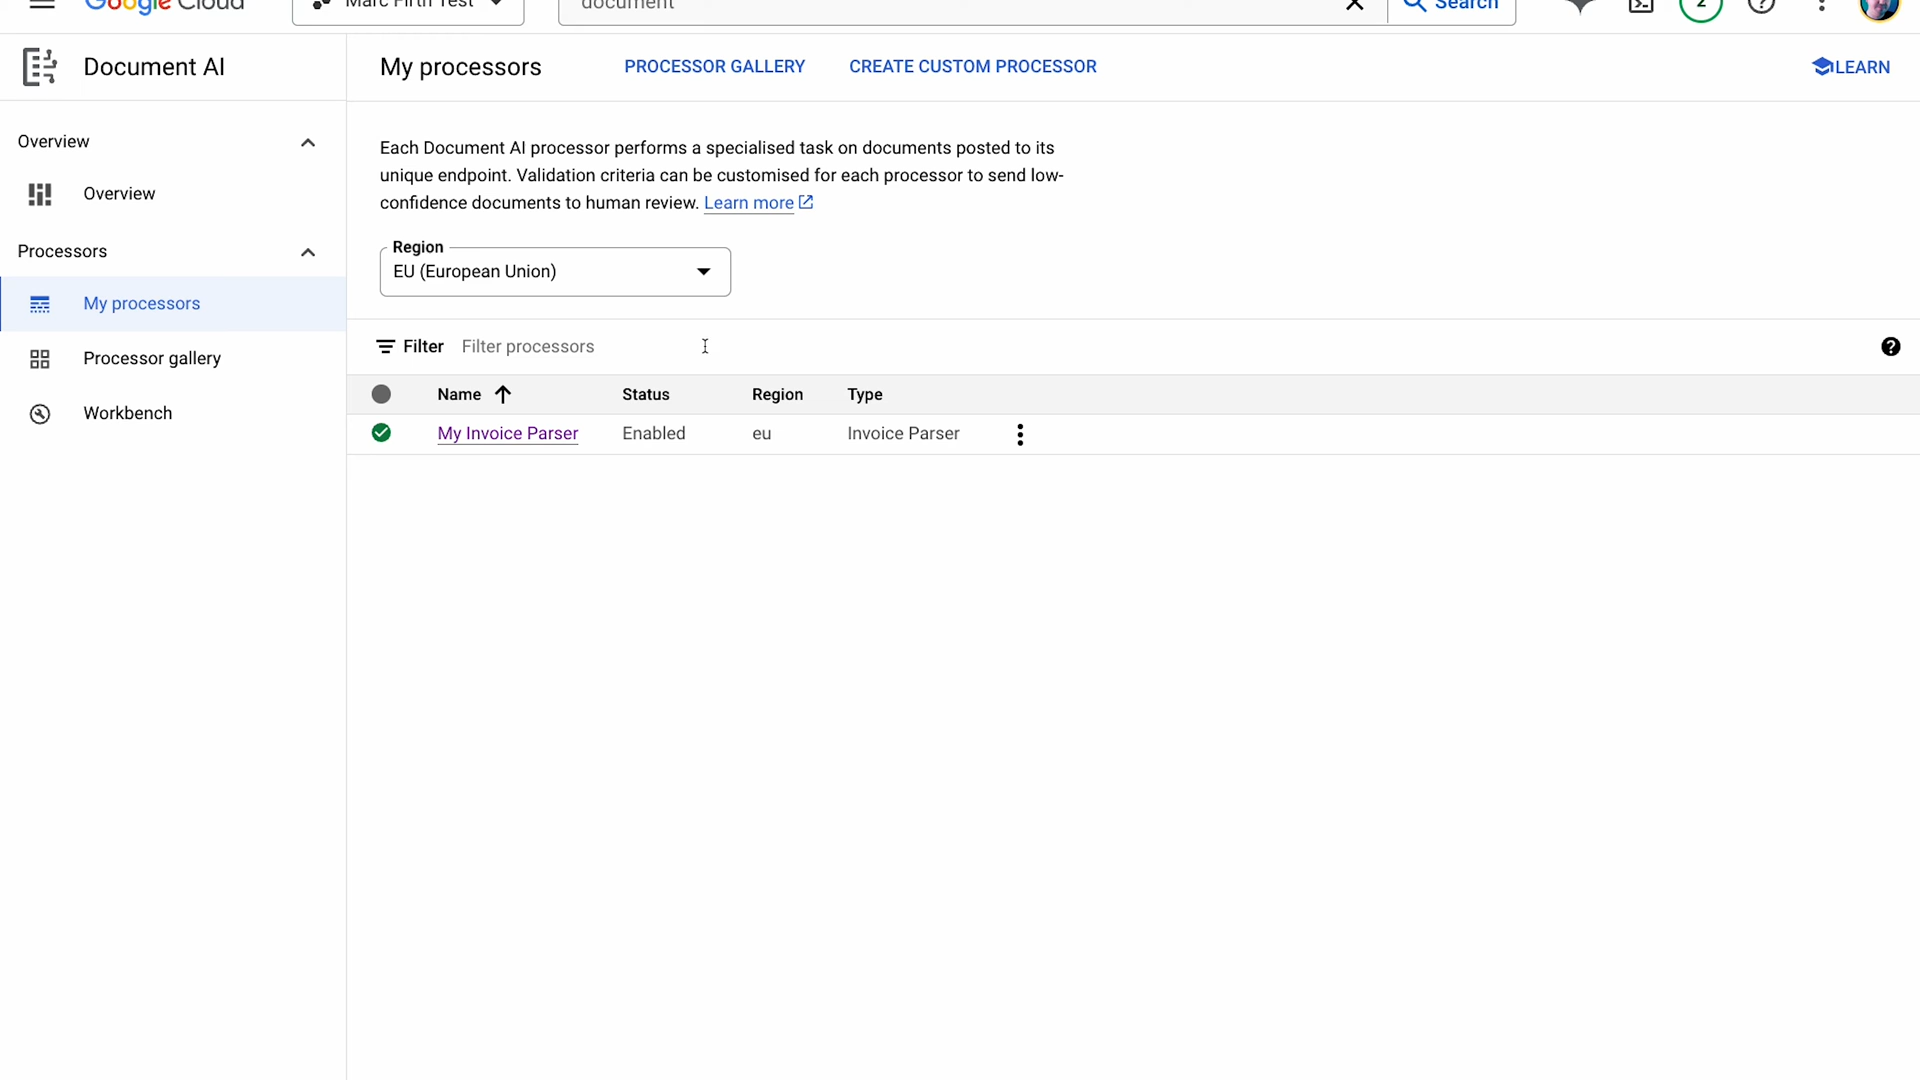 Google Cloud
Marc Firth Test
document
Search
2
Document AI
My processors
PROCESSOR GALLERY
CREATE CUSTOM PROCESSOR
LEARN
Overview
Overview
Processors
My processors
Processor gallery
Workbench
Each Document AI processor performs a specialised task on documents posted to its
unique endpoint. Validation criteria can be customised for each processor to send low-
confidence documents to human review. Learn more
Region
EU (European Union)
Filter Filter processors
Name Status Region Type
My Invoice Parser Enabled eu Invoice Parser